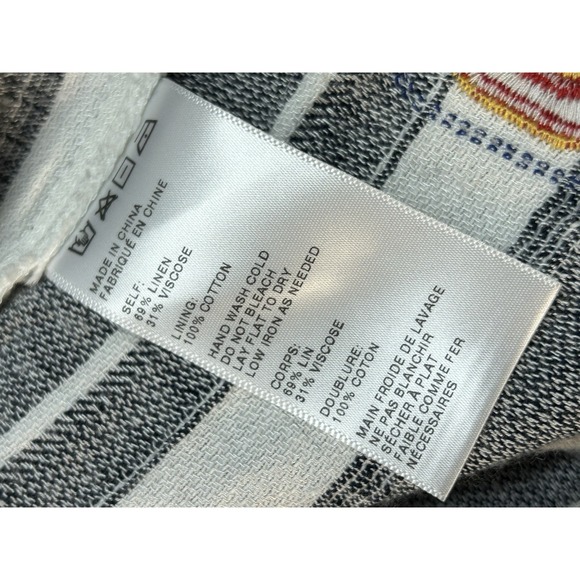 MADE IN CHINA
FABRIQUÉ EN CHINE
SELF:
69% LINEN
31% VISCOSE
LINING:
100% COTTON
HAND WASH COLD
DO NOT BLEACH
LAY FLAT TO DRY
LOW IRON AS NEEDED
CORPS:
69% LIN
31% VISCOSE
DOUBLURE:
100% COTON
MAIN FROIDE DE LAVAGE
NE PAS BLANCHIR
SÉCHER À PLAT
FAIBLE COMME FER
NÉCESSAIRES